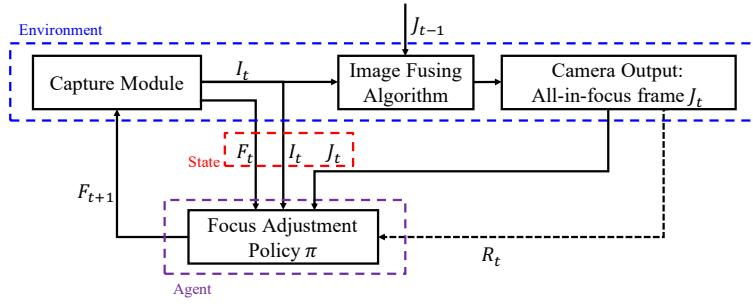 Environment
J_{t−1}
Capture Module
I_t
Image Fusing
Algorithm
Camera Output:
All-in-focus frame J_t
State
F_t
I_t
J_t
F_{t+1}
Focus Adjustment
Policy π
R_t
Agent